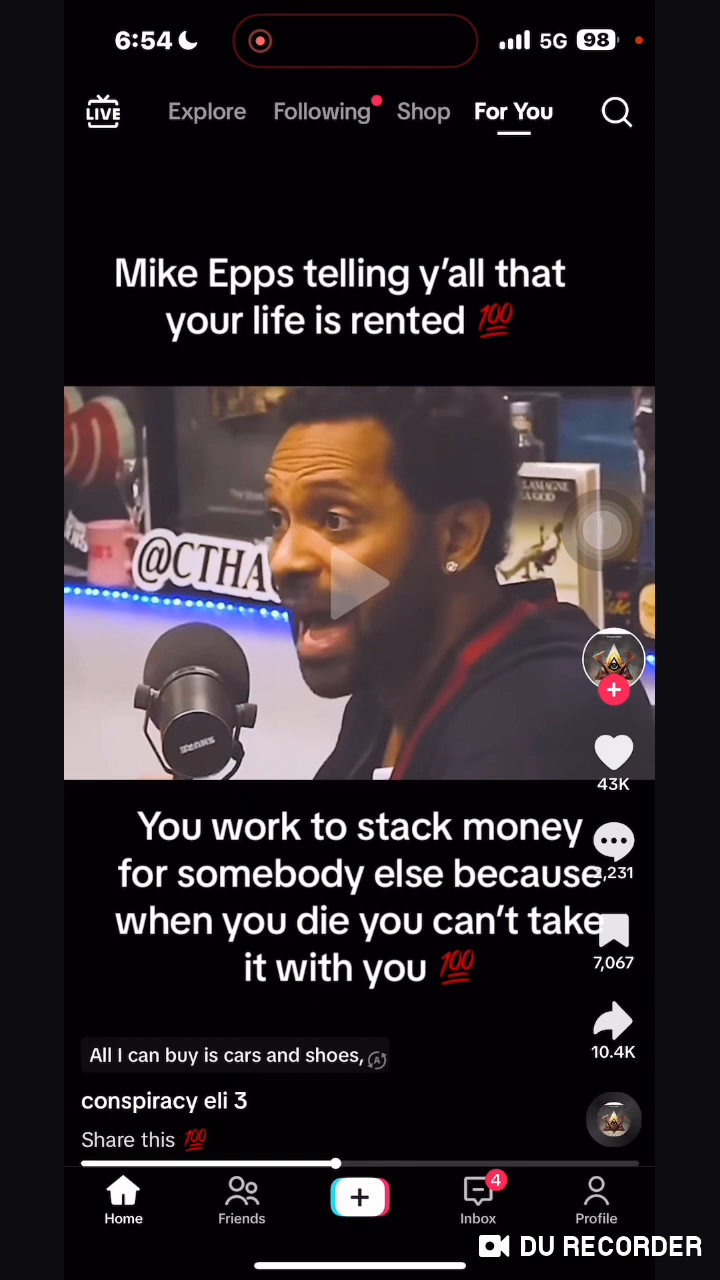 6:54
5G 98
LIVE Explore Following Shop For You
Mike Epps telling y’all that
your life is rented 💯
LAMAGNE
@CTHA
SHURE
43K
You work to stack money
for somebody else because
2,231
when you die you can’t take
it with you 💯
7,067
10.4K
All I can buy is cars and shoes,
conspiracy eli 3
Share this 💯
4
Home Friends Inbox Profile
DU RECORDER